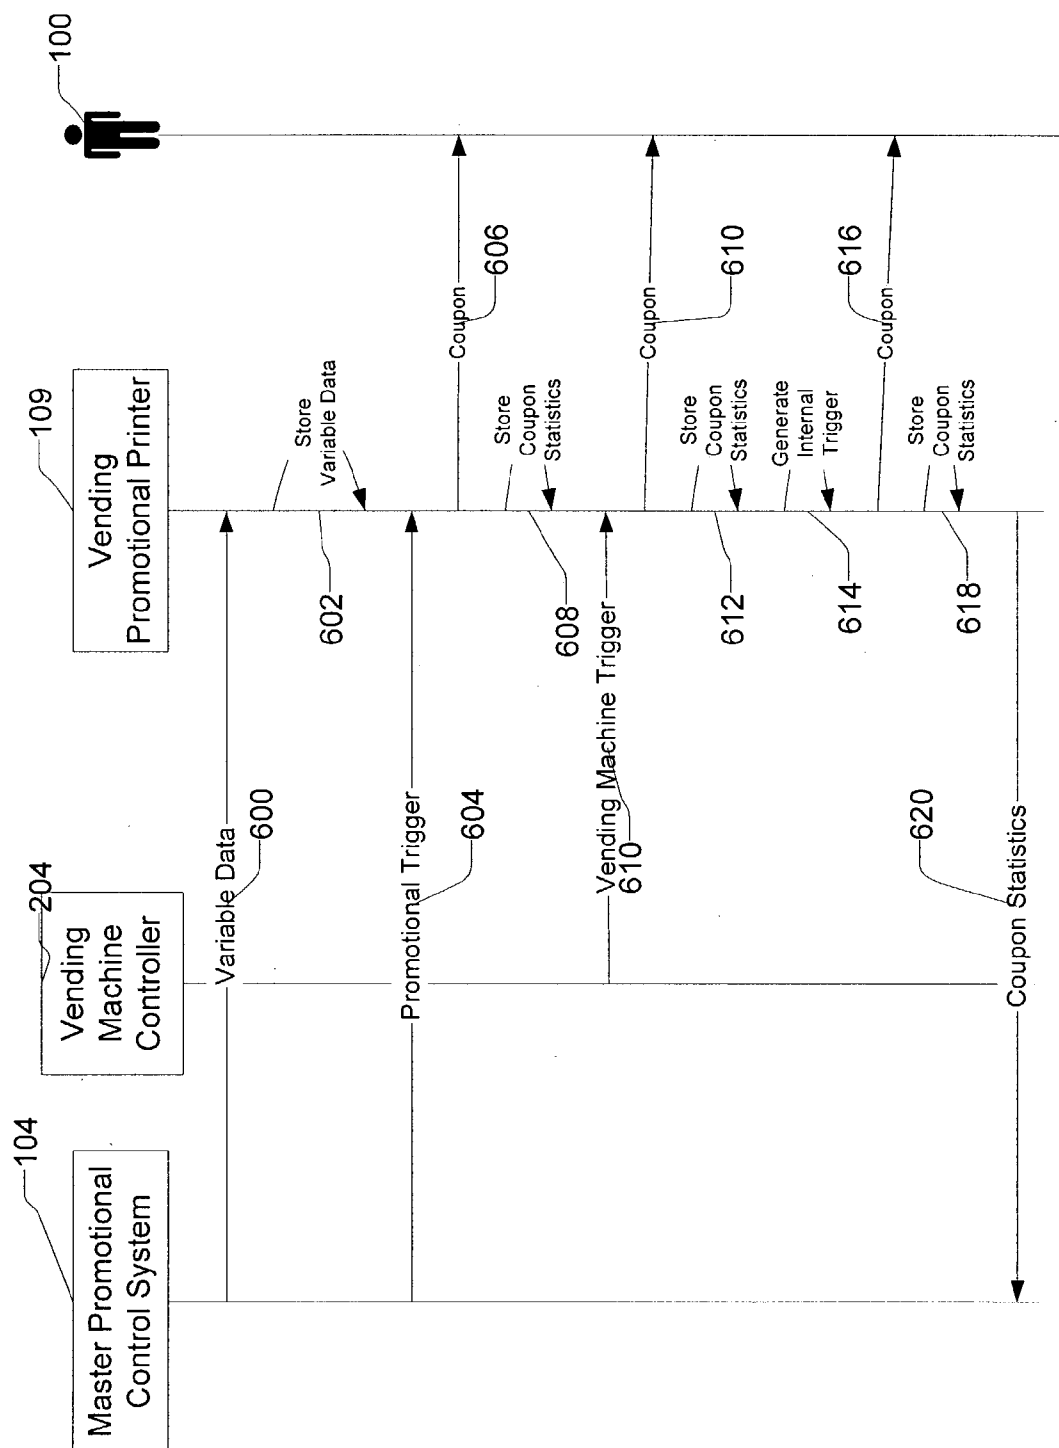 Master Promotional
Control System
104
Vending
Machine
Controller
204
Vending
Promotional Printer
109
100
Variable Data
600
Store
Variable Data
602
Promotional Trigger
604
Coupon
606
Store
Coupon
Statistics
608
Vending Machine Trigger
610
Coupon
610
Store
Coupon
Statistics
612
Generate
Internal
Trigger
614
Coupon
616
Store
Coupon
Statistics
618
Coupon Statistics
620